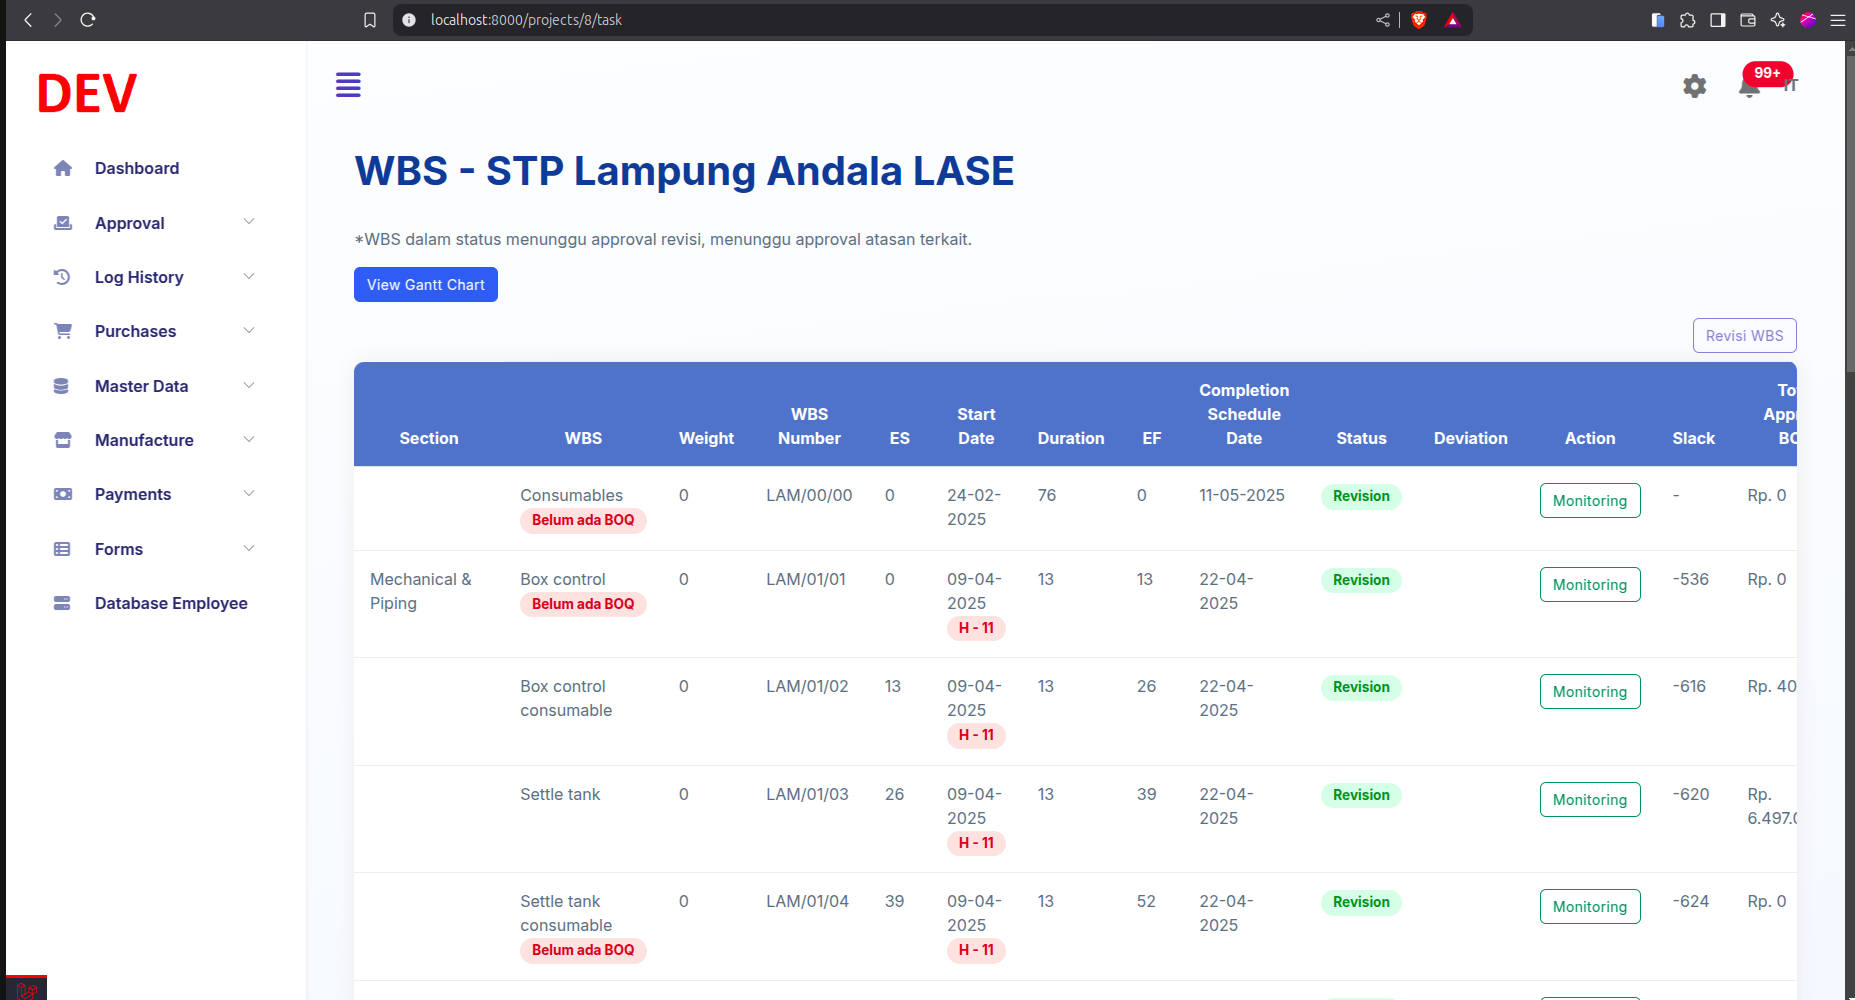 localhost:8000/projects/8/task
DEV
99+
IT
Dashboard
Approval
Log History
Purchases
Master Data
Manufacture
Payments
Forms
Database Employee
WBS - STP Lampung Andala LASE
*WBS dalam status menunggu approval revisi, menunggu approval atasan terkait.
View Gantt Chart
Revisi WBS
Section WBS Weight WBS Number ES Start Date Duration EF Completion Schedule Date Status Deviation Action Slack
Consumables 0 LAM/00/00 0 24-02- 76 0 11-05-2025 Revision Monitoring - Rp. 0
Belum ada BOQ 2025
Mechanical & Box control 0 LAM/01/01 0 09-04- 13 13 22-04- Revision Monitoring -536 Rp. 0
Piping Belum ada BOQ 2025 2025
H - 11
Box control 0 LAM/01/02 13 09-04- 13 26 22-04- Revision Monitoring -616 Rp. 40
consumable 2025 2025
H - 11
Settle tank 0 LAM/01/03 26 09-04- 13 39 22-04- Revision Monitoring -620 Rp.
2025 2025 6.497.0
H - 11
Settle tank 0 LAM/01/04 39 09-04- 13 52 22-04- Revision Monitoring -624 Rp. 0
consumable 2025 2025
Belum ada BOQ H - 11